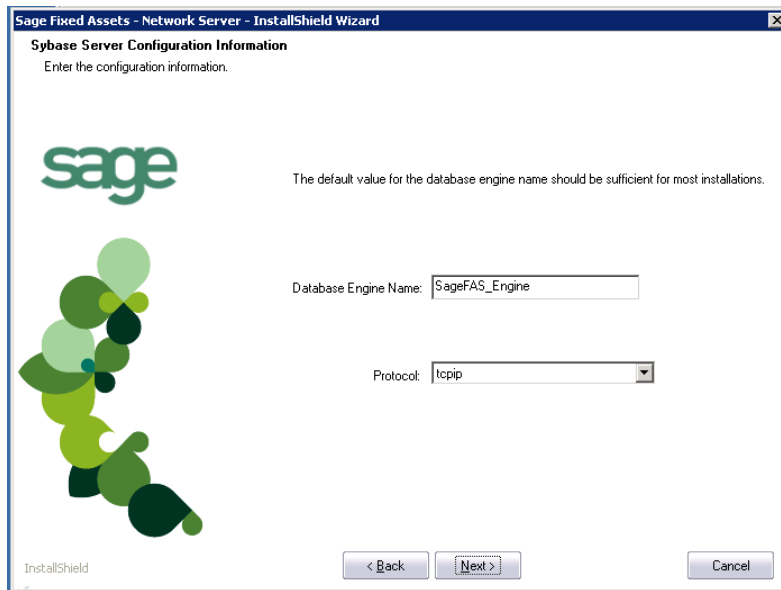 Sage Fixed Assets - Network Server - InstallShield Wizard
Sybase Server Configuration Information
Enter the configuration information.
sage
The default value for the database engine name should be sufficient for most installations.
Database Engine Name: SageFAS_Engine
Protocol: tcpip
InstallShield
< Back Next > Cancel